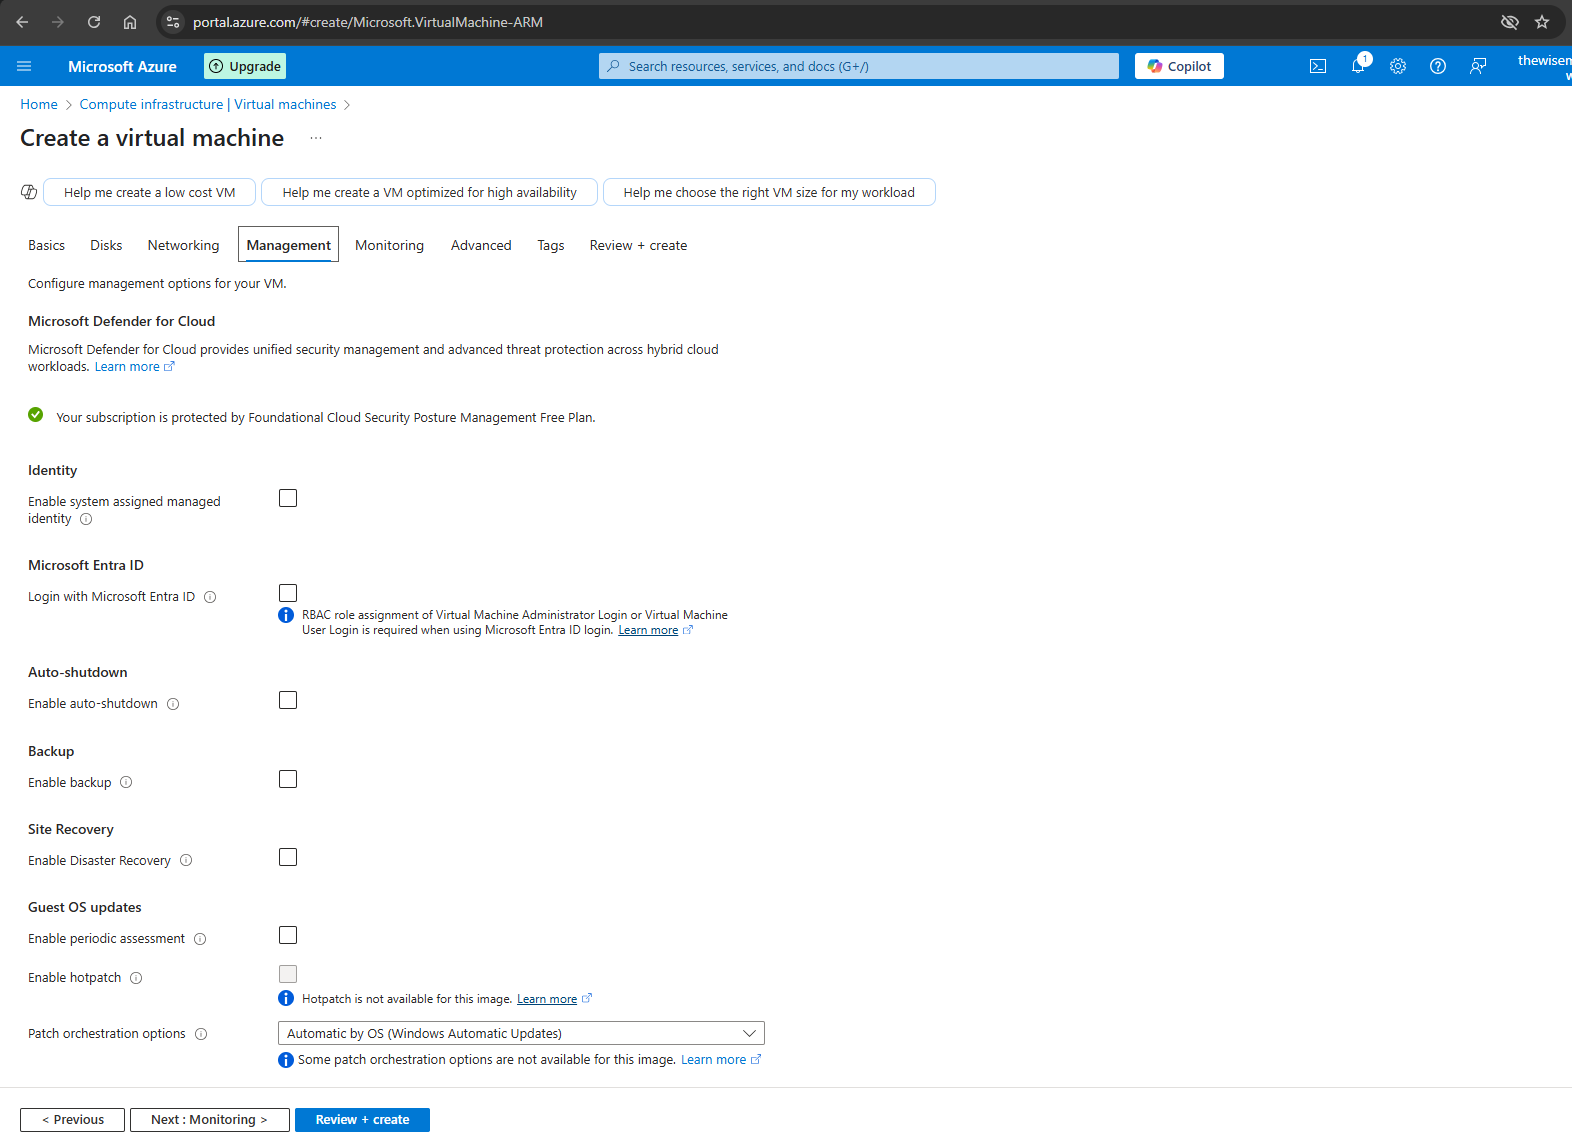 portal.azure.com/#create/Microsoft.VirtualMachine-ARM
Microsoft Azure
Upgrade
Search resources, services, and docs (G+/)
Copilot
1
thewisem
w
Home > Compute infrastructure | Virtual machines >
Create a virtual machine ...
Help me create a low cost VM
Help me create a VM optimized for high availability
Help me choose the right VM size for my workload
Basics Disks Networking Management Monitoring Advanced Tags Review + create
Configure management options for your VM.
Microsoft Defender for Cloud
Microsoft Defender for Cloud provides unified security management and advanced threat protection across hybrid cloud
workloads. Learn more
Your subscription is protected by Foundational Cloud Security Posture Management Free Plan.
Identity
Enable system assigned managed
identity
Microsoft Entra ID
Login with Microsoft Entra ID
RBAC role assignment of Virtual Machine Administrator Login or Virtual Machine
User Login is required when using Microsoft Entra ID login. Learn more
Auto-shutdown
Enable auto-shutdown
Backup
Enable backup
Site Recovery
Enable Disaster Recovery
Guest OS updates
Enable periodic assessment
Enable hotpatch
Hotpatch is not available for this image. Learn more
Patch orchestration options
Automatic by OS (Windows Automatic Updates)
Some patch orchestration options are not available for this image. Learn more
< Previous
Next : Monitoring >
Review + create